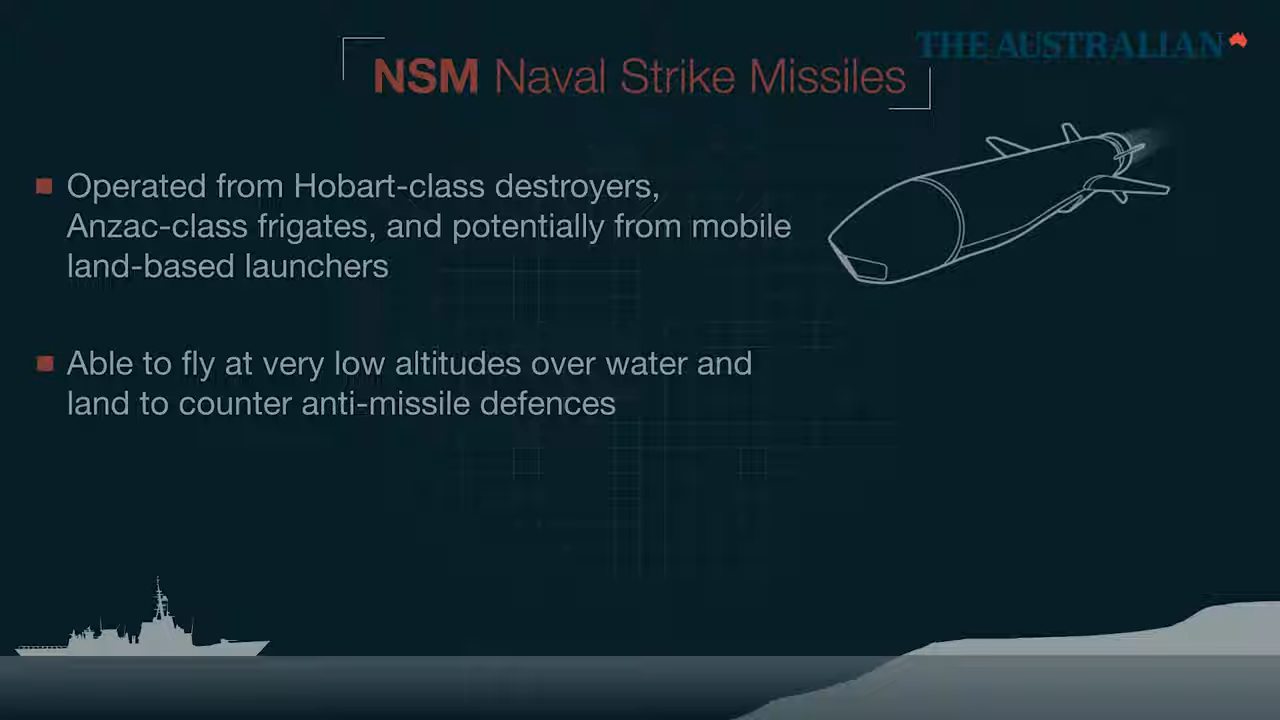 THE AUSTRALIAN
NSM Naval Strike Missiles
Operated from Hobart-class destroyers,
Anzac-class frigates, and potentially from mobile
land-based launchers
Able to fly at very low altitudes over water and
land to counter anti-missile defences